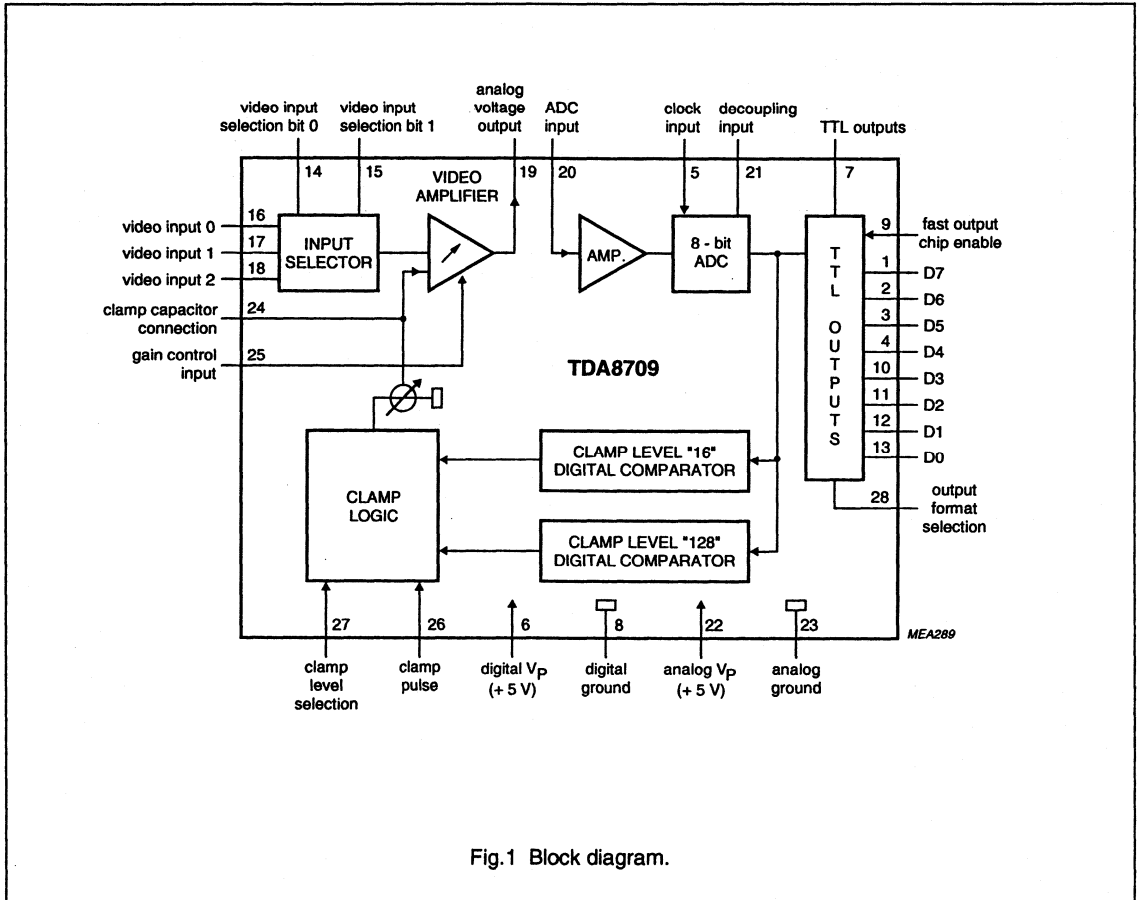 analog
video input video input voltage ADC clock decoupling
selection bit 0 selection bit 1 output input input input TTL outputs
14 15 VIDEO AMPLIFIER 19 20 5 21 7
video input 0 16
video input 1 17
video input 2 18
INPUT
SELECTOR
AMP.
8 - bit
ADC
TTL OUTPUTS
9 fast output
chip enable
1 D7
2 D6
3 D5
4 D4
10 D3
11 D2
12 D1
13 D0
28 output
format
selection
clamp capacitor
connection 24
gain control
input 25
TDA8709
CLAMP
LOGIC
CLAMP LEVEL "16"
DIGITAL COMPARATOR
CLAMP LEVEL "128"
DIGITAL COMPARATOR
27 26 6 8 22 23
MEA289
clamp clamp digital VP digital analog VP analog
level pulse (+ 5 V) ground (+ 5 V) ground
selection
Fig.1 Block diagram.